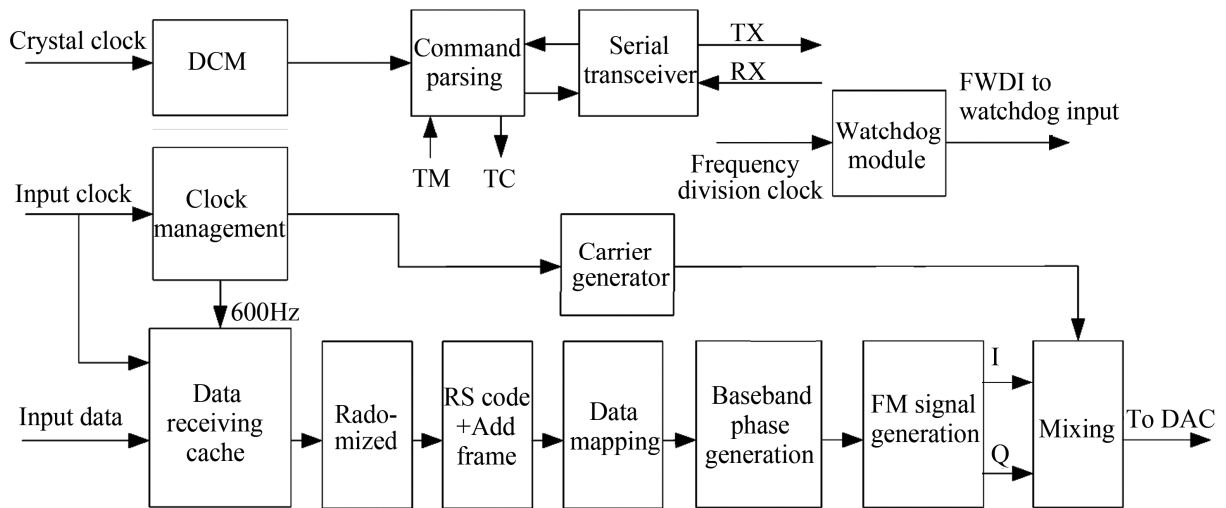 Crystal clock
DCM
Command
parsing
Serial
transceiver
TX
RX
TM
TC
Frequency
division clock
Watchdog
module
FWDI to
watchdog input
Input clock
Clock
management
600Hz
Carrier
generator
Input data
Data
receiving
cache
Rado-
mized
RS code
+Add
frame
Data
mapping
Baseband
phase
generation
FM signal
generation
I
Q
Mixing
To DAC